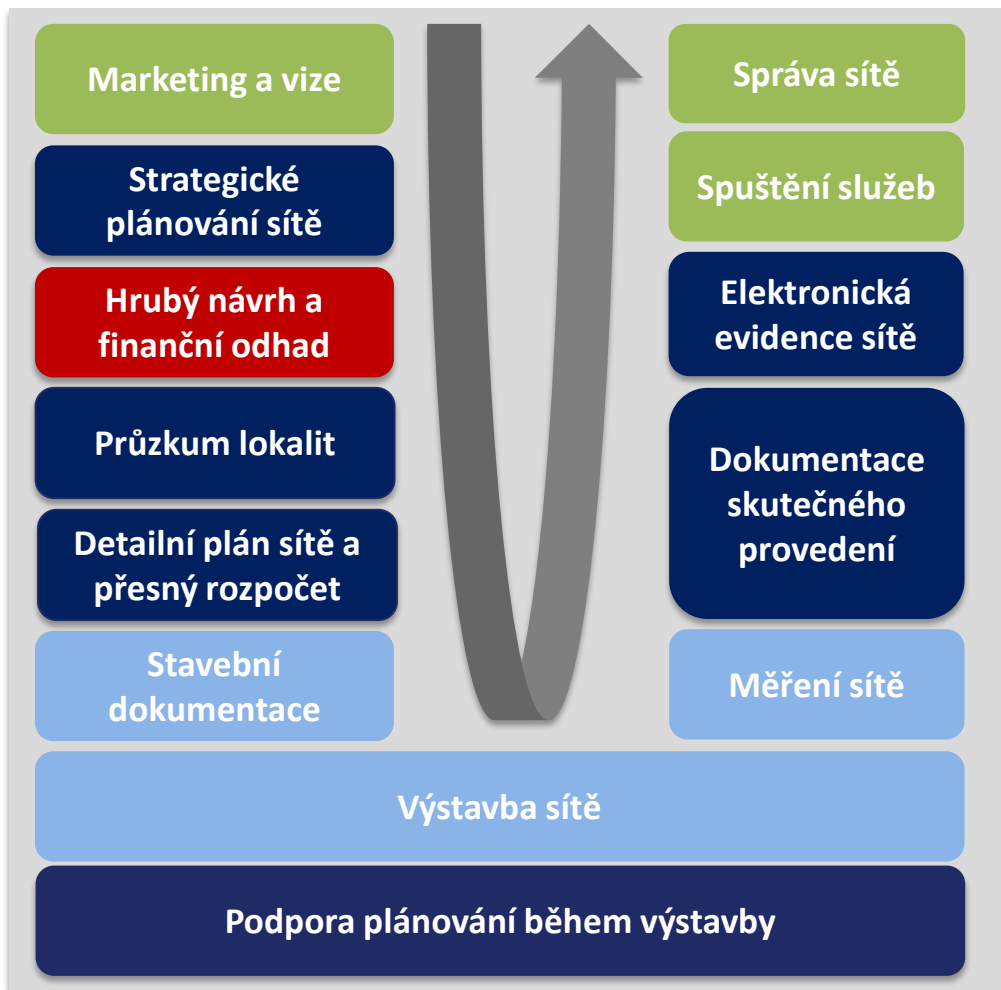 Marketing a vize
Strategické
plánování sítě
Hrubý návrh a
finanční odhad
Průzkum lokalit
Detailní plán sítě a
přesný rozpočet
Stavební
dokumentace
Správa sítě
Spuštění služeb
Elektronická
evidence sítě
Dokumentace
skutečného
provedení
Měření sítě
Výstavba sítě
Podpora plánování během výstavby